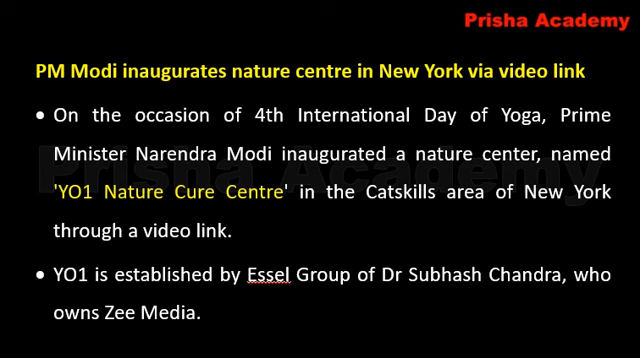 Prisha Academy
PM Modi inaugurates nature centre in New York via video link
• On the occasion of 4th International Day of Yoga, Prime
Minister Narendra Modi inaugurated a nature center, named
'YO1 Nature Cure Centre' in the Catskills area of New York
through a video link.
• YO1 is established by Essel Group of Dr Subhash Chandra, who
owns Zee Media.
Prisha Academy